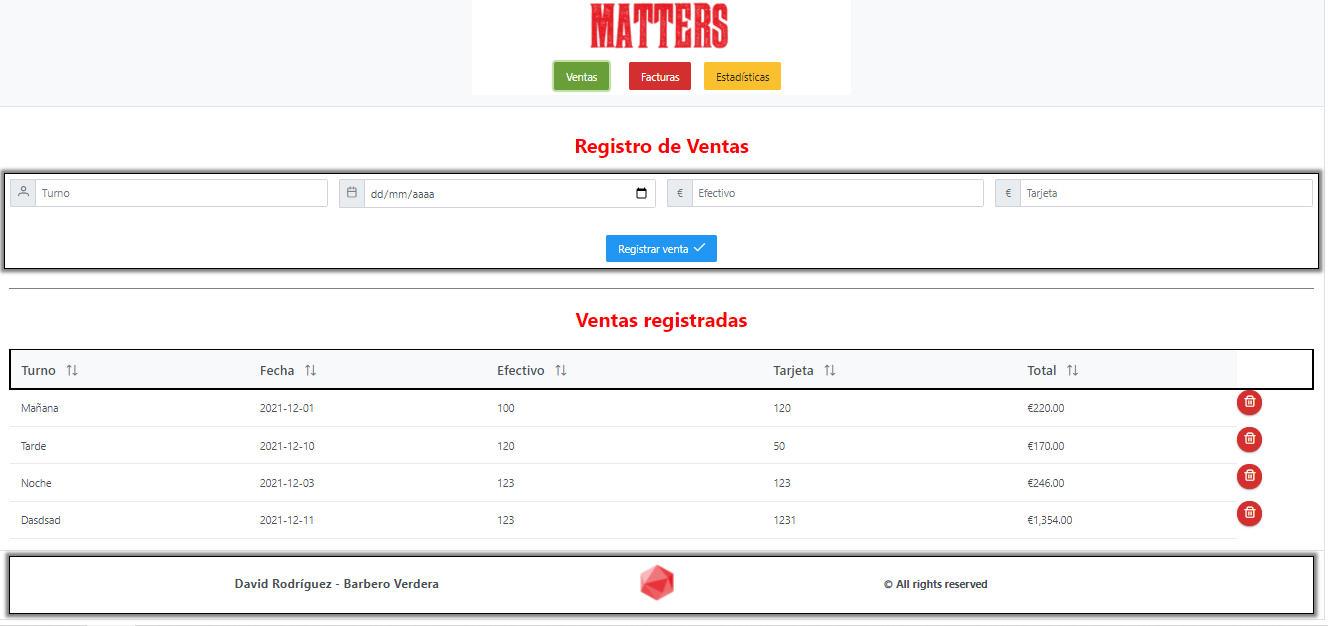 MATTERS
Ventas Facturas Estadísticas
Registro de Ventas
Turno dd/mm/aaaa € Efectivo € Tarjeta
Registrar venta
Ventas registradas
Turno Fecha Efectivo Tarjeta Total
Mañana 2021-12-01 100 120 €220.00
Tarde 2021-12-10 120 50 €170.00
Noche 2021-12-03 123 123 €246.00
Dasdsad 2021-12-11 123 1231 €1,354.00
David Rodríguez - Barbero Verdera © All rights reserved